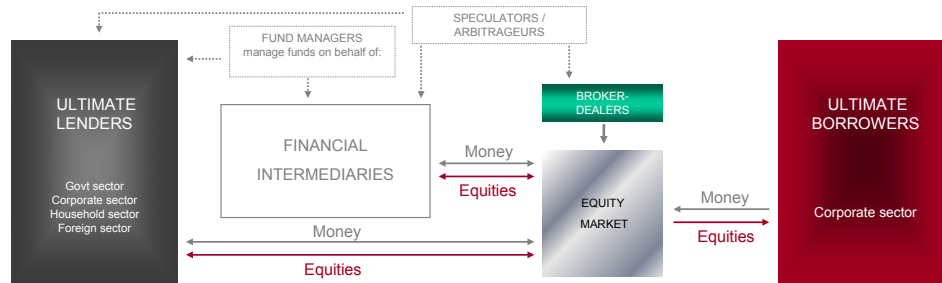 SPECULATORS /
ARBITRAGEURS
FUND MANAGERS
manage funds on behalf of:
ULTIMATE
LENDERS
Govt sector
Corporate sector
Household sector
Foreign sector
FINANCIAL
INTERMEDIARIES
BROKER-
DEALERS
Money
Equities
EQUITY
MARKET
Money
Equities
ULTIMATE
BORROWERS
Corporate sector
Money
Equities